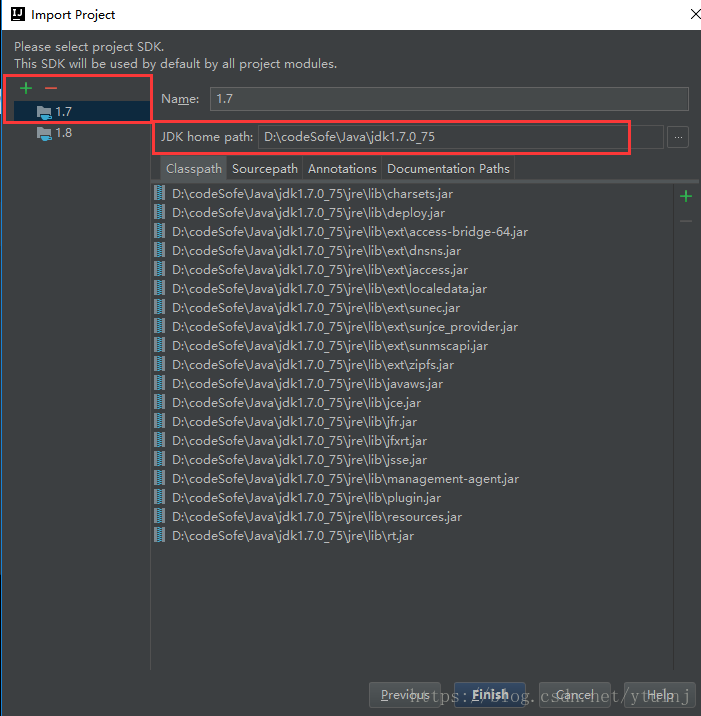 Import Project
Please select project SDK.
This SDK will be used by default by all project modules.
1.7
1.8
Name: 1.7
JDK home path: D:\codeSofe\Java\jdk1.7.0_75 ...
Classpath Sourcepath Annotations Documentation Paths
D:\codeSofe\Java\jdk1.7.0_75\jre\lib\charsets.jar
D:\codeSofe\Java\jdk1.7.0_75\jre\lib\deploy.jar
D:\codeSofe\Java\jdk1.7.0_75\jre\lib\ext\access-bridge-64.jar
D:\codeSofe\Java\jdk1.7.0_75\jre\lib\ext\dnsns.jar
D:\codeSofe\Java\jdk1.7.0_75\jre\lib\ext\jaccess.jar
D:\codeSofe\Java\jdk1.7.0_75\jre\lib\ext\localedata.jar
D:\codeSofe\Java\jdk1.7.0_75\jre\lib\ext\sunec.jar
D:\codeSofe\Java\jdk1.7.0_75\jre\lib\ext\sunjce_provider.jar
D:\codeSofe\Java\jdk1.7.0_75\jre\lib\ext\sunmscapi.jar
D:\codeSofe\Java\jdk1.7.0_75\jre\lib\ext\zipfs.jar
D:\codeSofe\Java\jdk1.7.0_75\jre\lib\javaws.jar
D:\codeSofe\Java\jdk1.7.0_75\jre\lib\jce.jar
D:\codeSofe\Java\jdk1.7.0_75\jre\lib\jfr.jar
D:\codeSofe\Java\jdk1.7.0_75\jre\lib\jfxrt.jar
D:\codeSofe\Java\jdk1.7.0_75\jre\lib\jsse.jar
D:\codeSofe\Java\jdk1.7.0_75\jre\lib\management-agent.jar
D:\codeSofe\Java\jdk1.7.0_75\jre\lib\plugin.jar
D:\codeSofe\Java\jdk1.7.0_75\jre\lib\resources.jar
D:\codeSofe\Java\jdk1.7.0_75\jre\lib\rt.jar
Previous Finish Cancel Help